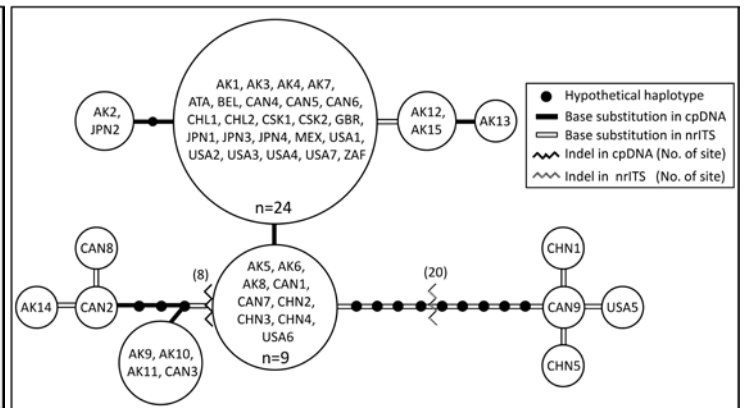 AK2,
JPN2
AK1, AK3, AK4, AK7,
ATA, BEL, CAN4, CAN5, CAN6,
CHL1, CHL2, CSK1, CSK2, GBR,
JPN1, JPN3, JPN4, MEX, USA1,
USA2, USA3, USA4, USA7, ZAF
n=24
AK12,
AK15
AK13
Hypothetical haplotype
Base substitution in cpDNA
Base substitution in nrITS
Indel in cpDNA (No. of site)
Indel in nrITS (No. of site)
CAN8
AK14
CAN2
(8)
AK9, AK10,
AK11, CAN3
AK5, AK6,
AK8, CAN1,
CAN7, CHN2,
CHN3, CHN4,
USA6
n=9
(20)
CHN1
CAN9
USA5
CHN5